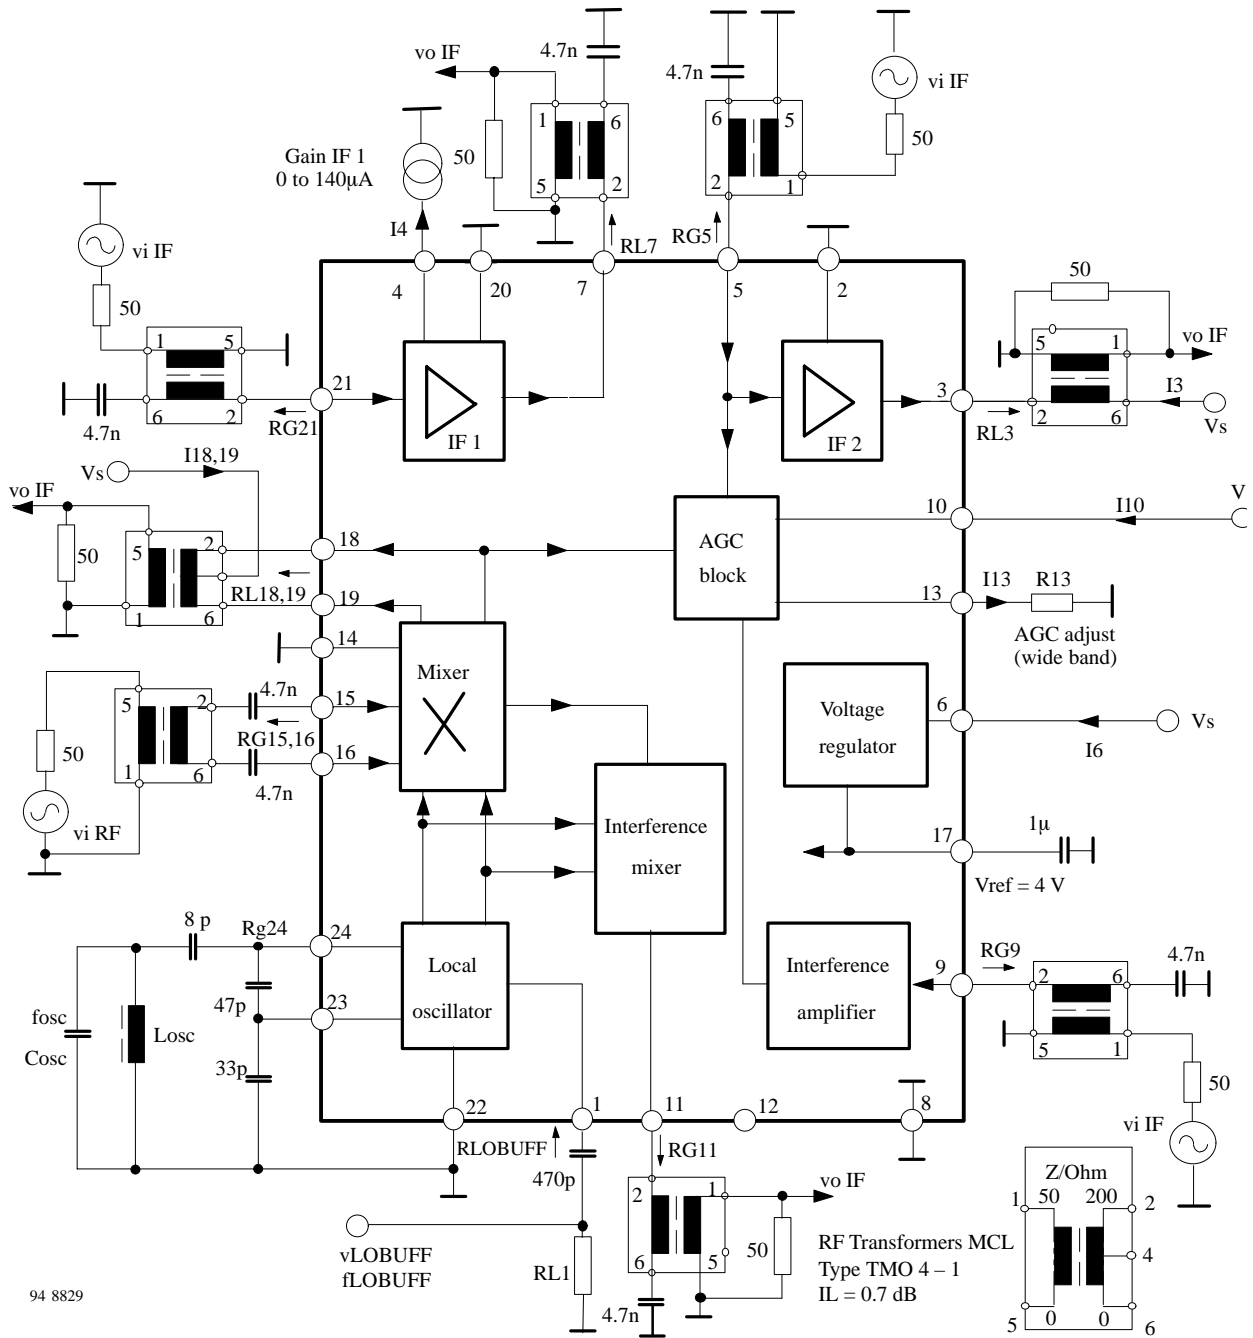 4.7n
vo IF
4.7n
vi IF
1
6
6
5
50
50
Gain IF 1
0 to 140µA
5
2
2
1
I4
RL7
RG5
vi IF
50
4
20
7
5
2
50
1
5
5
1
vo IF
21
3
I3
6
2
2
6
4.7n
RG21
IF 1
IF 2
RL3
Vs
Vs
I18,19
vo IF
10
I10
V
50
5
2
18
AGC
block
RL18,19
19
13
I13
R13
1
6
14
AGC adjust
(wide band)
Mixer
4.7n
5
2
15
6
Voltage
regulator
Vs
RG15,16
50
1
6
16
I6
4.7n
vi RF
Interference
mixer
17
1µ
Vref = 4 V
8 p
Rg24
24
RG9
4.7n
Local
oscillator
Interference
amplifier
9
2
6
47p
23
fosc
Cosc
Losc
5
1
33p
50
22
1
11
12
8
RLOBUFF
RG11
vi IF
470p
Z/Ohm
2
1
vo IF
1
50
200
2
50
RF Transformers MCL
Type TMO 4 – 1
IL = 0.7 dB
4
vLOBUFF
fLOBUFF
6
5
RL1
94 8829
4.7n
5
0
0
6